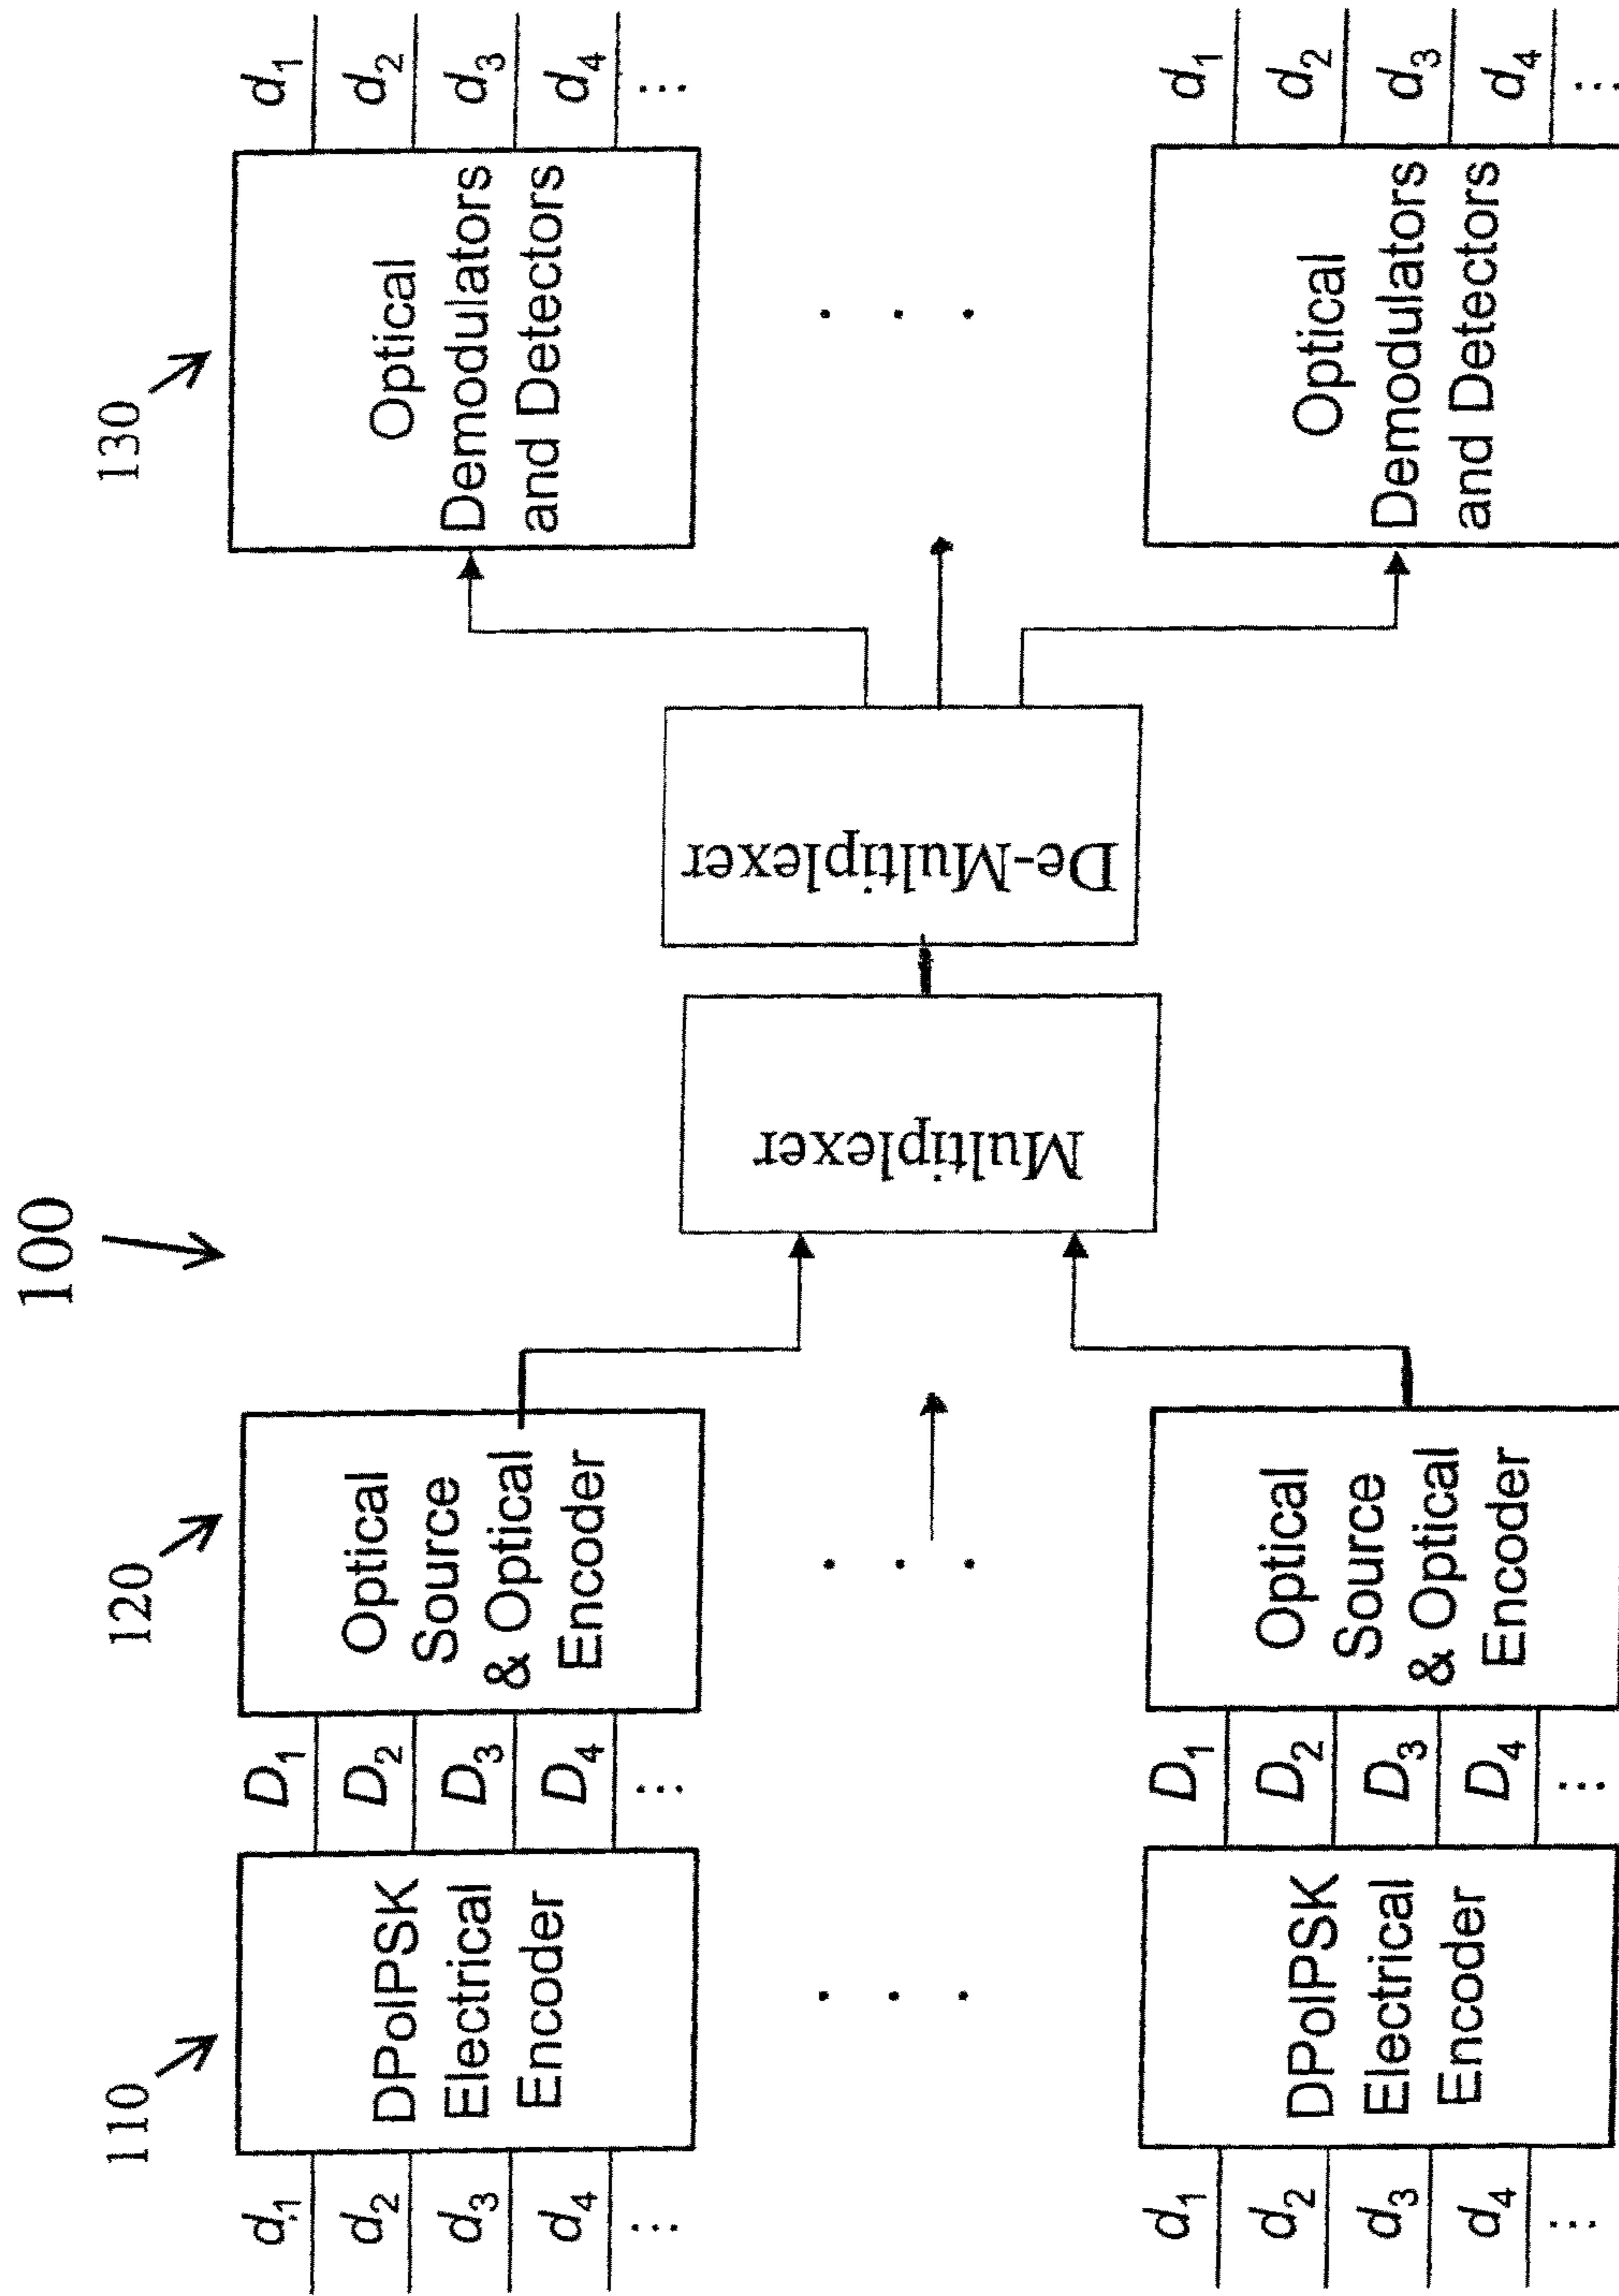 100
110
120
130
d1
d2
d3
d4
...
DPolPSK
Electrical
Encoder
D1
D2
D3
D4
...
Optical
Source
& Optical
Encoder
Multiplexer
De-Multiplexer
Optical
Demodulators
and Detectors
d1
d2
d3
d4
...
d1
d2
d3
d4
...
DPolPSK
Electrical
Encoder
D1
D2
D3
D4
...
Optical
Source
& Optical
Encoder
Optical
Demodulators
and Detectors
d1
d2
d3
d4
...